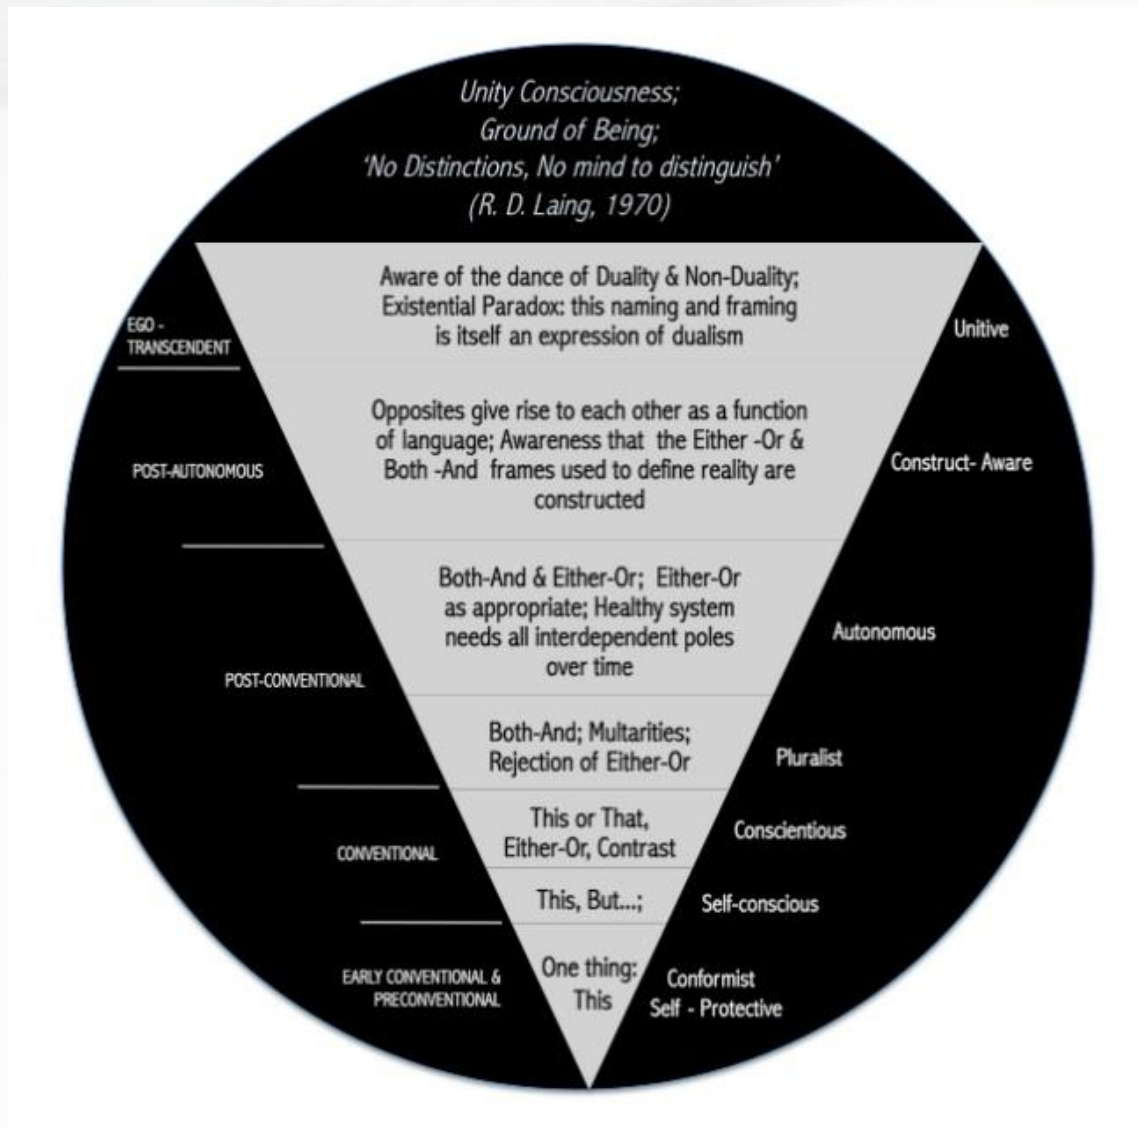 Unity Consciousness;
Ground of Being;
'No Distinctions, No mind to distinguish'
(R. D. Laing, 1970)
Aware of the dance of Duality & Non-Duality;
Existential Paradox: this naming and framing
is itself an expression of dualism
EGO -
TRANSCENDENT
Unitive
Opposites give rise to each other as a function
of language; Awareness that the Either -Or &
Both -And frames used to define reality are
constructed
POST-AUTONOMOUS
Construct- Aware
Both-And & Either-Or; Either-Or
as appropriate; Healthy system
needs all interdependent poles
over time
Autonomous
POST-CONVENTIONAL
Both-And; Multarities;
Rejection of Either-Or
Pluralist
This or That,
Either-Or, Contrast
Conscientious
CONVENTIONAL
This, But...;
Self-conscious
EARLY CONVENTIONAL &
PRECONVENTIONAL
One thing:
This
Conformist
Self - Protective